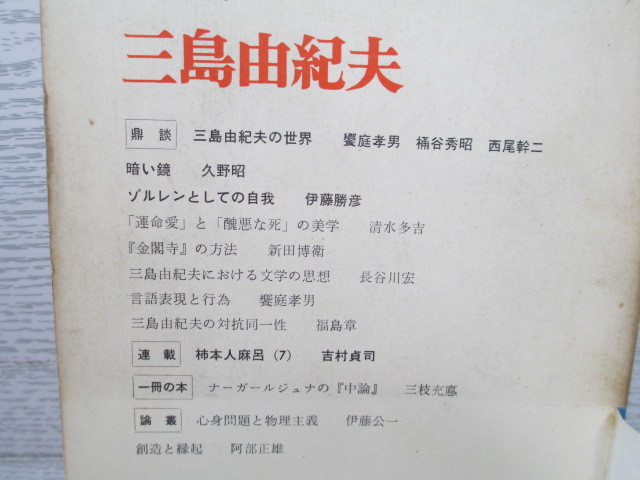 三島由紀夫
鼎談 三島由紀夫の世界 饗庭孝男 桶谷秀昭 西尾幹二
暗い鏡 久野昭
ゾルレンとしての自我 伊藤勝彦
「運命愛」と「醜悪な死」の美学 清水多吉
『金閣寺』の方法 新田博衛
三島由紀夫における文学の思想 長谷川宏
言語表現と行為 饗庭孝男
三島由紀夫の対抗同一性 福島章
連載 柿本人麻呂(7) 吉村貞司
一冊の本 ナーガールジュナの『中論』 三枝充悳
論叢 心身問題と物理主義 伊藤公一
創造と縁起 阿部正雄